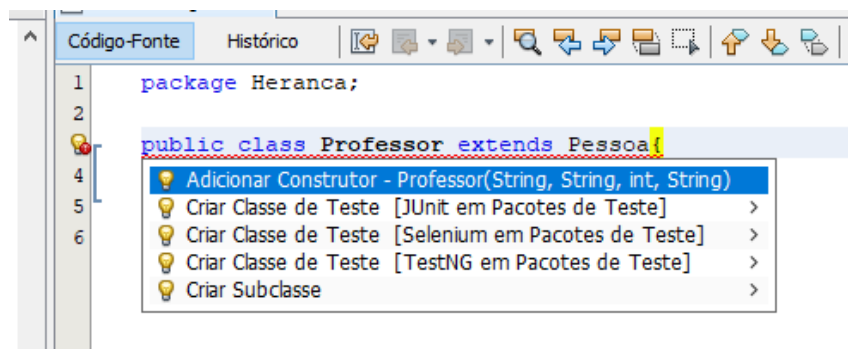 Código-Fonte Histórico
1 package Heranca;
2
public class Professor extends Pessoa{
4 Adicionar Construtor - Professor(String, String, int, String)
5 Criar Classe de Teste [JUnit em Pacotes de Teste] >
6 Criar Classe de Teste [Selenium em Pacotes de Teste] >
Criar Classe de Teste [TestNG em Pacotes de Teste] >
Criar Subclasse >